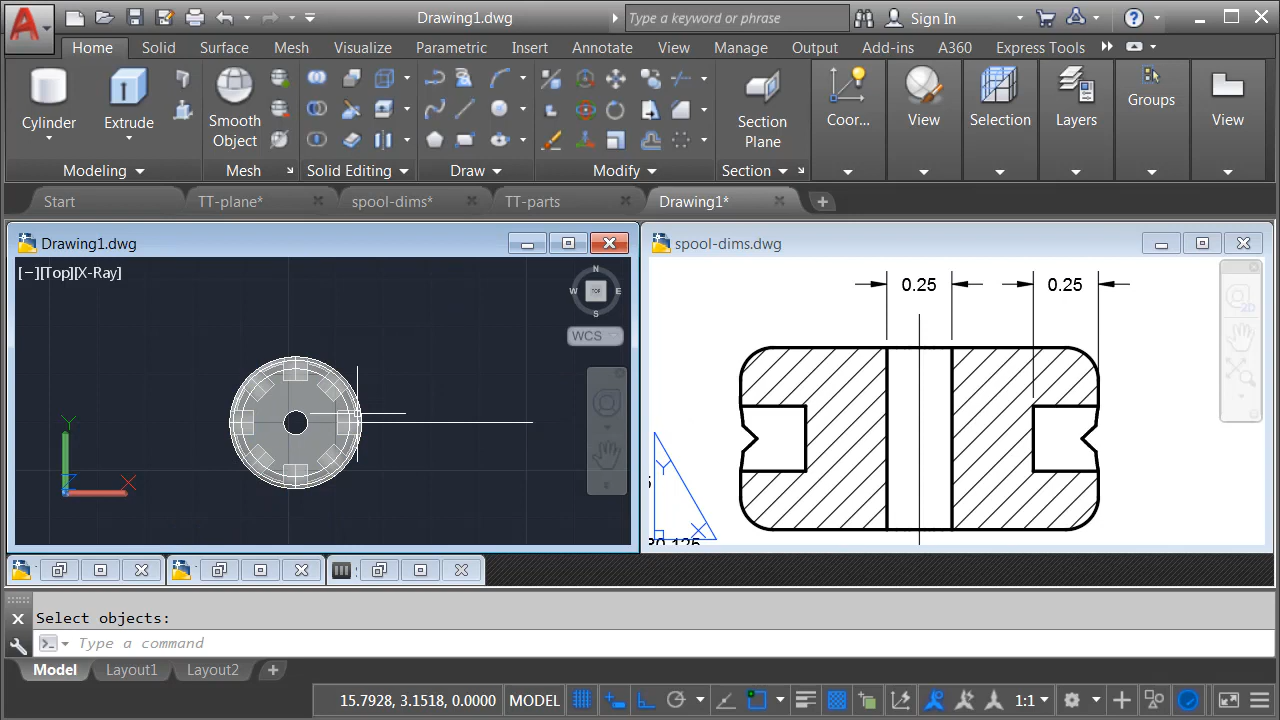 Drawing1.dwg
Type a keyword or phrase
Sign In
Home Solid Surface Mesh Visualize Parametric Insert Annotate View Manage Output Add-ins A360 Express Tools
Cylinder
Extrude
Smooth
Object
Section
Plane
Coor...
View
Selection
Layers
Groups
View
Modeling Mesh Solid Editing Draw Modify Section
Start TT-plane* spool-dims* TT-parts Drawing1*
Drawing1.dwg
[−][Top][X-Ray]
N
W TOP E
S
WCS
Y
X
Z
spool-dims.dwg
0.25 0.25
2D
Y
X
Select objects:
Type a command
Model Layout1 Layout2
15.7928, 3.1518, 0.0000 MODEL 1:1